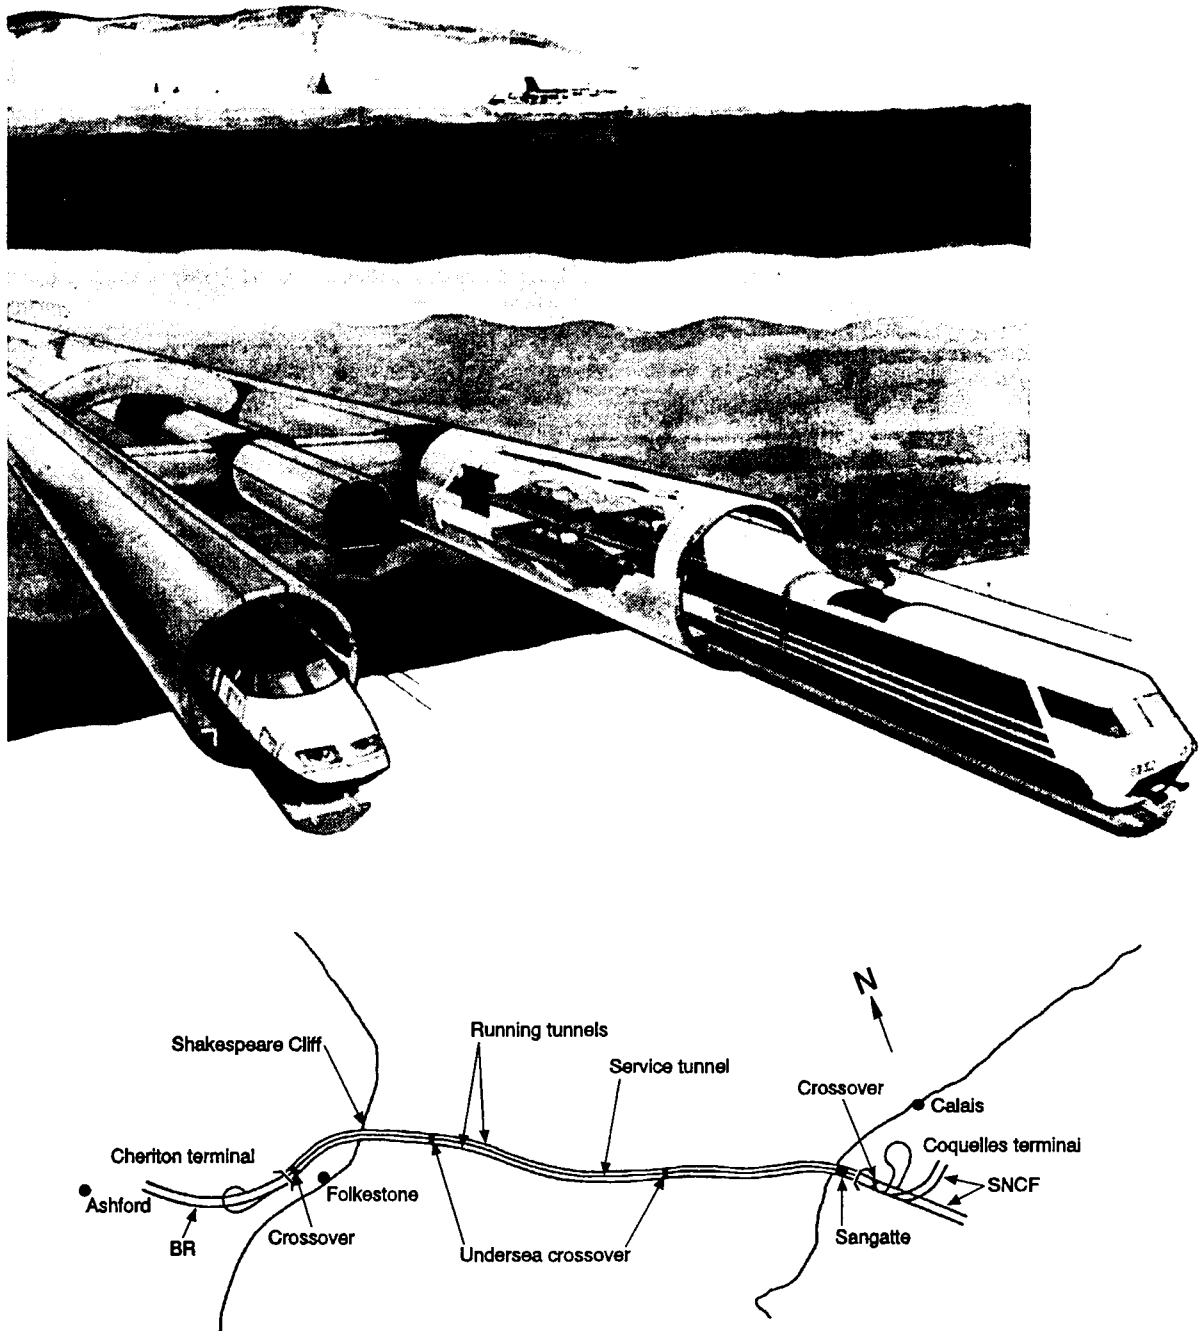 N
Shakespeare Cliff
Running tunnels
Service tunnel
Crossover
Calais
Cheriton terminal
Coquelles terminal
Ashford
Folkestone
SNCF
BR
Crossover
Undersea crossover
Sangatte